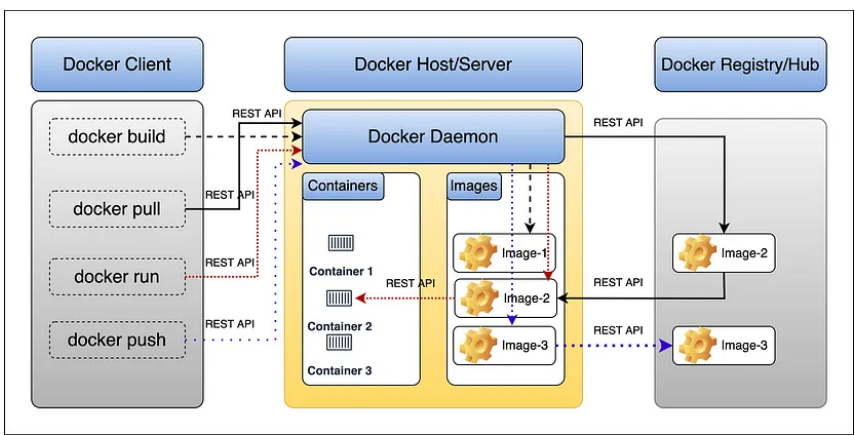 Docker Client
Docker Host/Server
Docker Registry/Hub
REST API
docker build
Docker Daemon
REST API
REST API
docker pull
Containers
Images
Image-1
Image-2
Container 1
REST API
docker run
REST API
REST API
Image-2
Container 2
REST API
docker push
REST API
Image-3
Image-3
Container 3